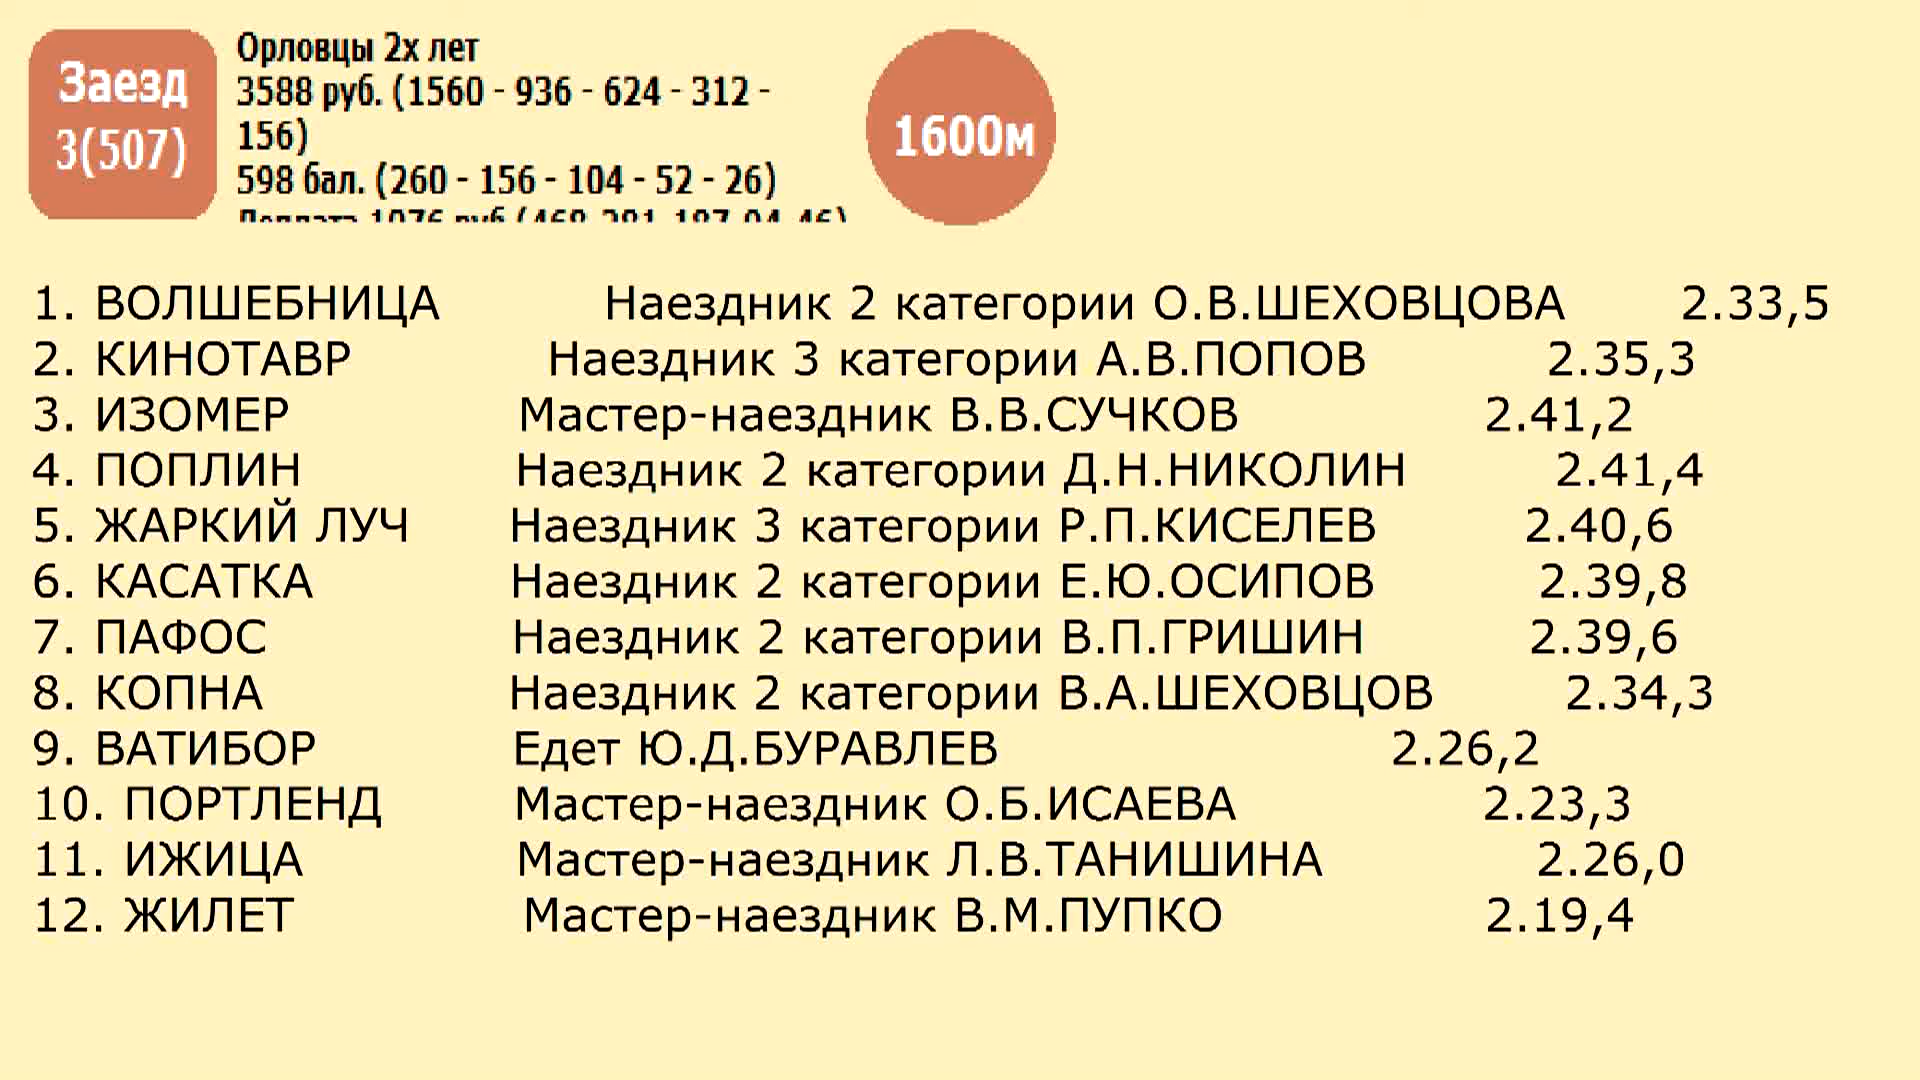 Заезд
3(507)
Орловцы 2х лет
3588 руб. (1560 - 936 - 624 - 312 -
156)
598 бал. (260 - 156 - 104 - 52 - 26)
1600м
1. ВОЛШЕБНИЦА Наездник 2 категории О.В.ШЕХОВЦОВА 2.33,5
2. КИНОТАВР Наездник 3 категории А.В.ПОПОВ 2.35,3
3. ИЗОМЕР Мастер-наездник В.В.СУЧКОВ 2.41,2
4. ПОПЛИН Наездник 2 категории Д.Н.НИКОЛИН 2.41,4
5. ЖАРКИЙ ЛУЧ Наездник 3 категории Р.П.КИСЕЛЕВ 2.40,6
6. КАСАТКА Наездник 2 категории Е.Ю.ОСИПОВ 2.39,8
7. ПАФОС Наездник 2 категории В.П.ГРИШИН 2.39,6
8. КОПНА Наездник 2 категории В.А.ШЕХОВЦОВ 2.34,3
9. ВАТИБОР Едет Ю.Д.БУРАВЛЕВ 2.26,2
10. ПОРТЛЕНД Мастер-наездник О.Б.ИСАЕВА 2.23,3
11. ИЖИЦА Мастер-наездник Л.В.ТАНИШИНА 2.26,0
12. ЖИЛЕТ Мастер-наездник В.М.ПУПКО 2.19,4